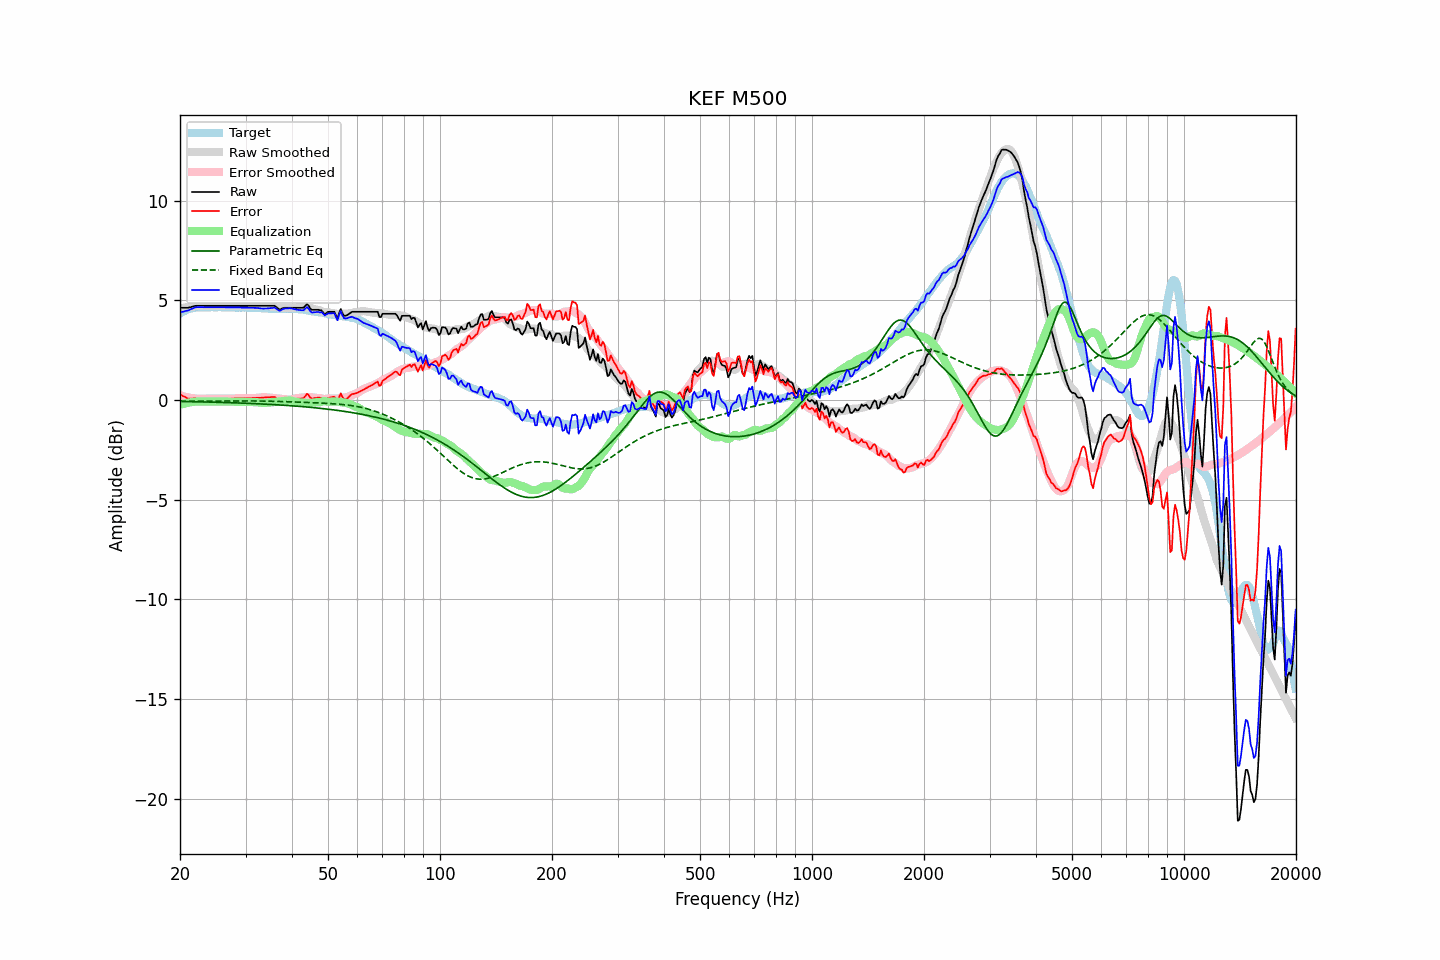 KEF M500
Target
Raw Smoothed
Error Smoothed
Raw
Error
Equalization
Parametric Eq
Fixed Band Eq
Equalized
10
5
0
−5
−10
−15
−20
Amplitude (dBr)
20 50 100 200 500 1000 2000 5000 10000 20000
Frequency (Hz)